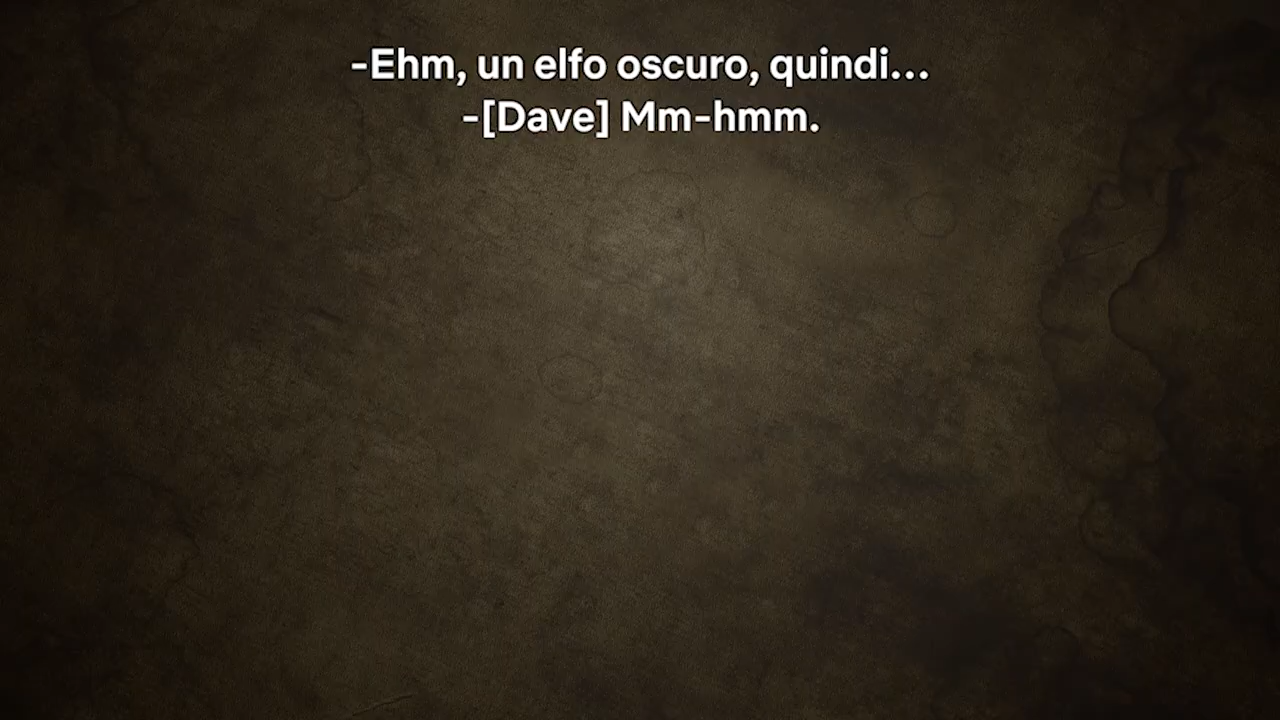 -Ehm, un elfo oscuro, quindi...
-[Dave] Mm-hmm.